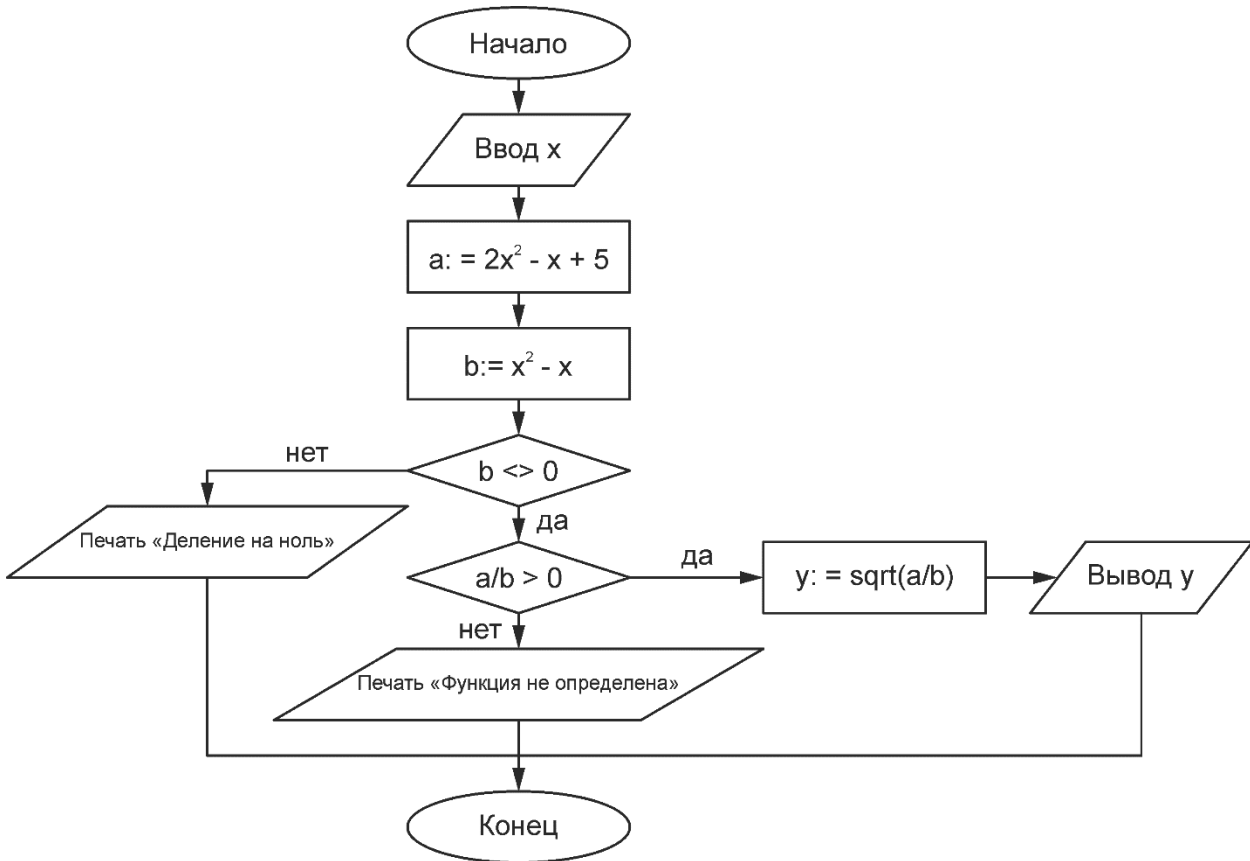 Начало
Ввод x
a: = 2x² - x + 5
b:= x² - x
b <> 0
нет
Печать «Деление на ноль»
да
a/b > 0
да
y: = sqrt(a/b)
Вывод y
нет
Печать «Функция не определена»
Конец